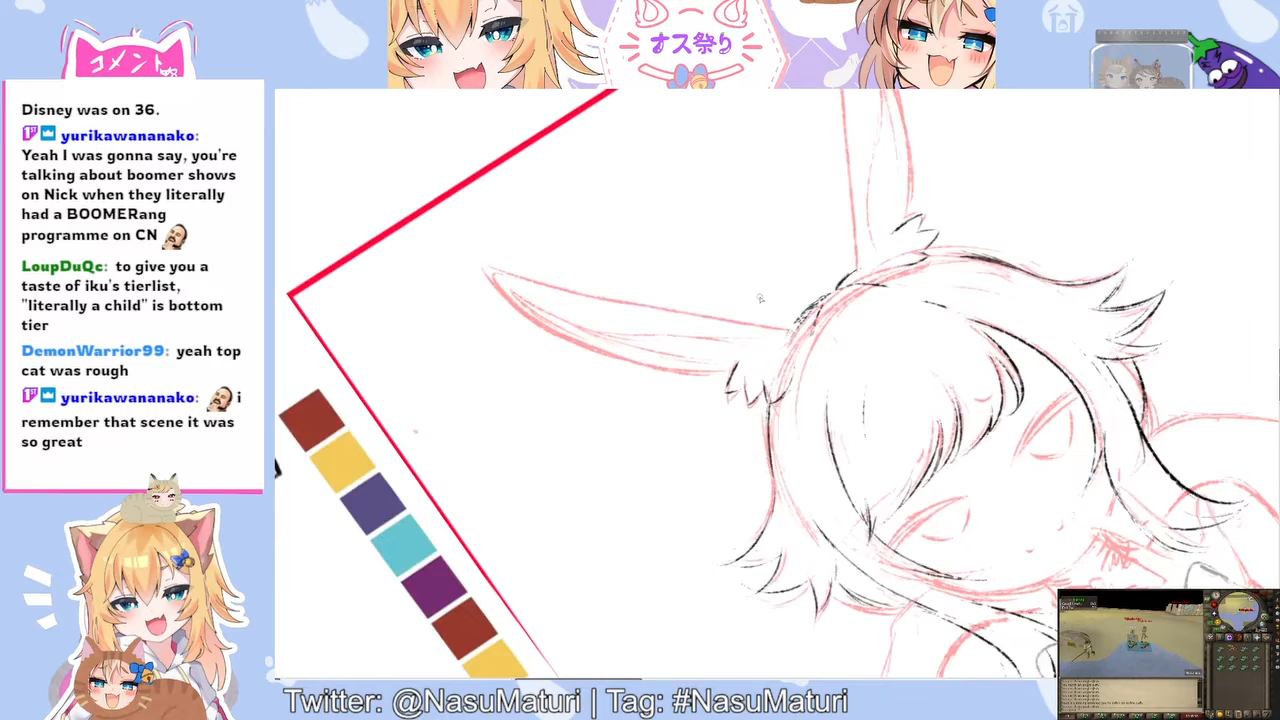 コメント
ナス祭り
Disney was on 36.
yurikawananako:
Yeah I was gonna say, you're
talking about boomer shows
on Nick when they literally
had a BOOMERang
programme on CN
LoupDuQc: to give you a
taste of iku's tierlist,
"literally a child" is bottom
tier
DemonWarrior99: yeah top
cat was rough
yurikawananako: i
remember that scene it was
so great
Twitter @NasuMaturi | Tag: #NasuMaturi